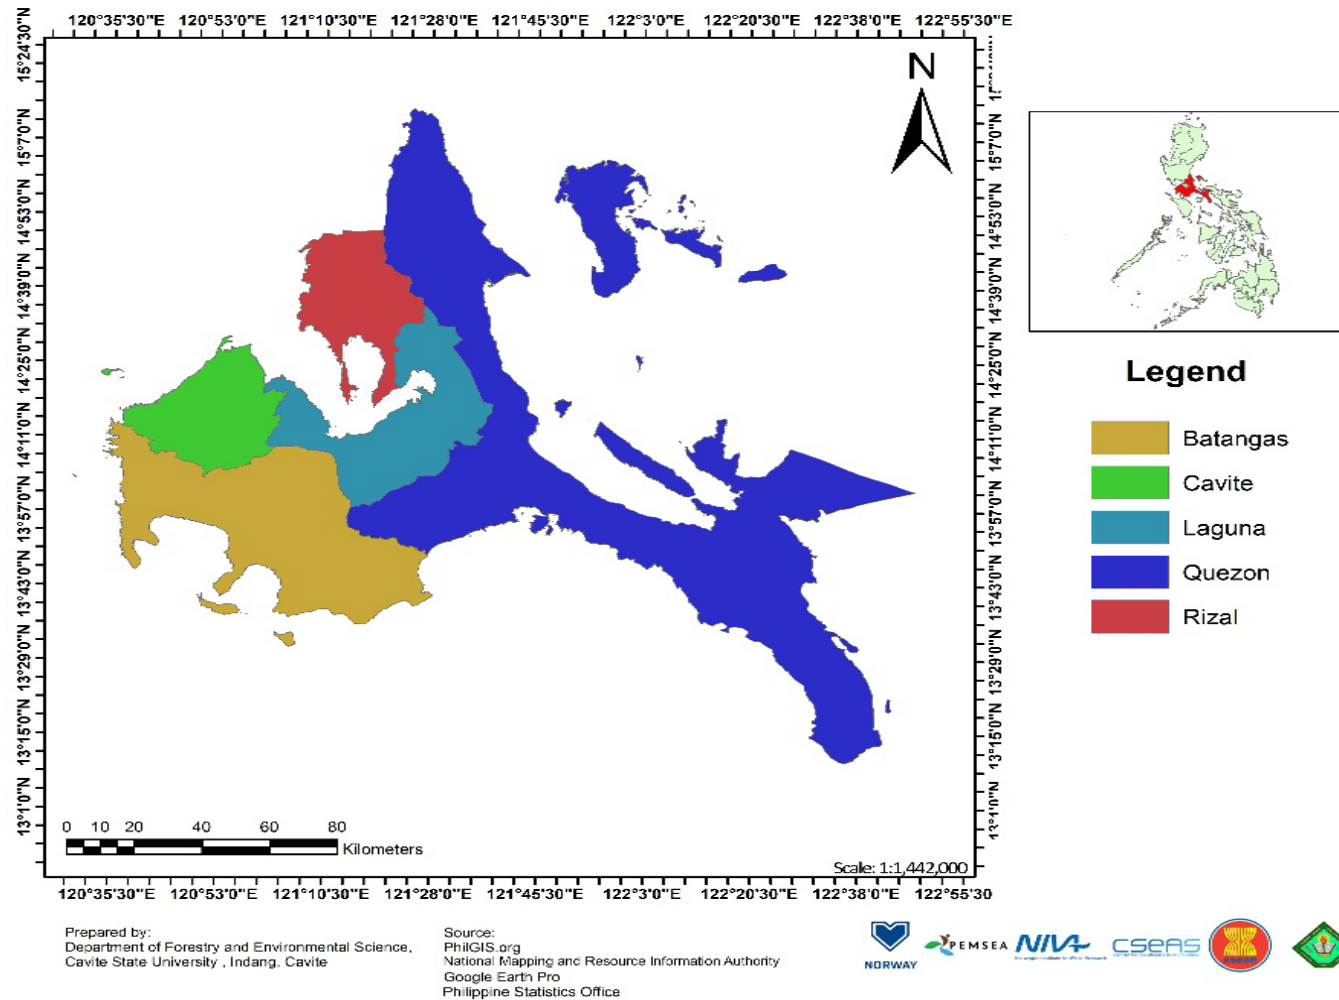 120°35'30"E 120°53'0"E 121°10'30"E 121°28'0"E 121°45'30"E 122°3'0"E 122°20'30"E 122°38'0"E 122°55'30"E
15°24'30"N
15°7'0"N
14°53'0"N
14°39'0"N
14°25'0"N
14°11'0"N
13°57'0"N
13°43'0"N
13°29'0"N
13°15'0"N
13°1'0"N
N
15°7'0"N
14°53'0"N
14°39'0"N
14°25'0"N
14°11'0"N
13°57'0"N
13°43'0"N
13°29'0"N
13°15'0"N
13°1'0"N
Legend
Batangas
Cavite
Laguna
Quezon
Rizal
0 10 20 40 60 80
Kilometers
Scale: 1:1,442,000
120°35'30"E 120°53'0"E 121°10'30"E 121°28'0"E 121°45'30"E 122°3'0"E 122°20'30"E 122°38'0"E 122°55'30
Prepared by:
Department of Forestry and Environmental Science,
Cavite State University , Indang, Cavite
Source:
PhilGIS.org
National Mapping and Resource Information Authority
Google Earth Pro
Philippine Statistics Office
NORWAY
PEMSEA
NIVA
Norwegian Institute for Water Research
CSEAS
asean